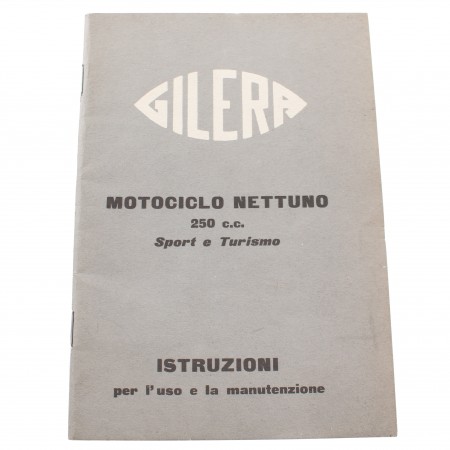 GILERA
MOTOCICLO NETTUNO
250 c.c.
Sport e Turismo
ISTRUZIONI
per l'uso e la manutenzione